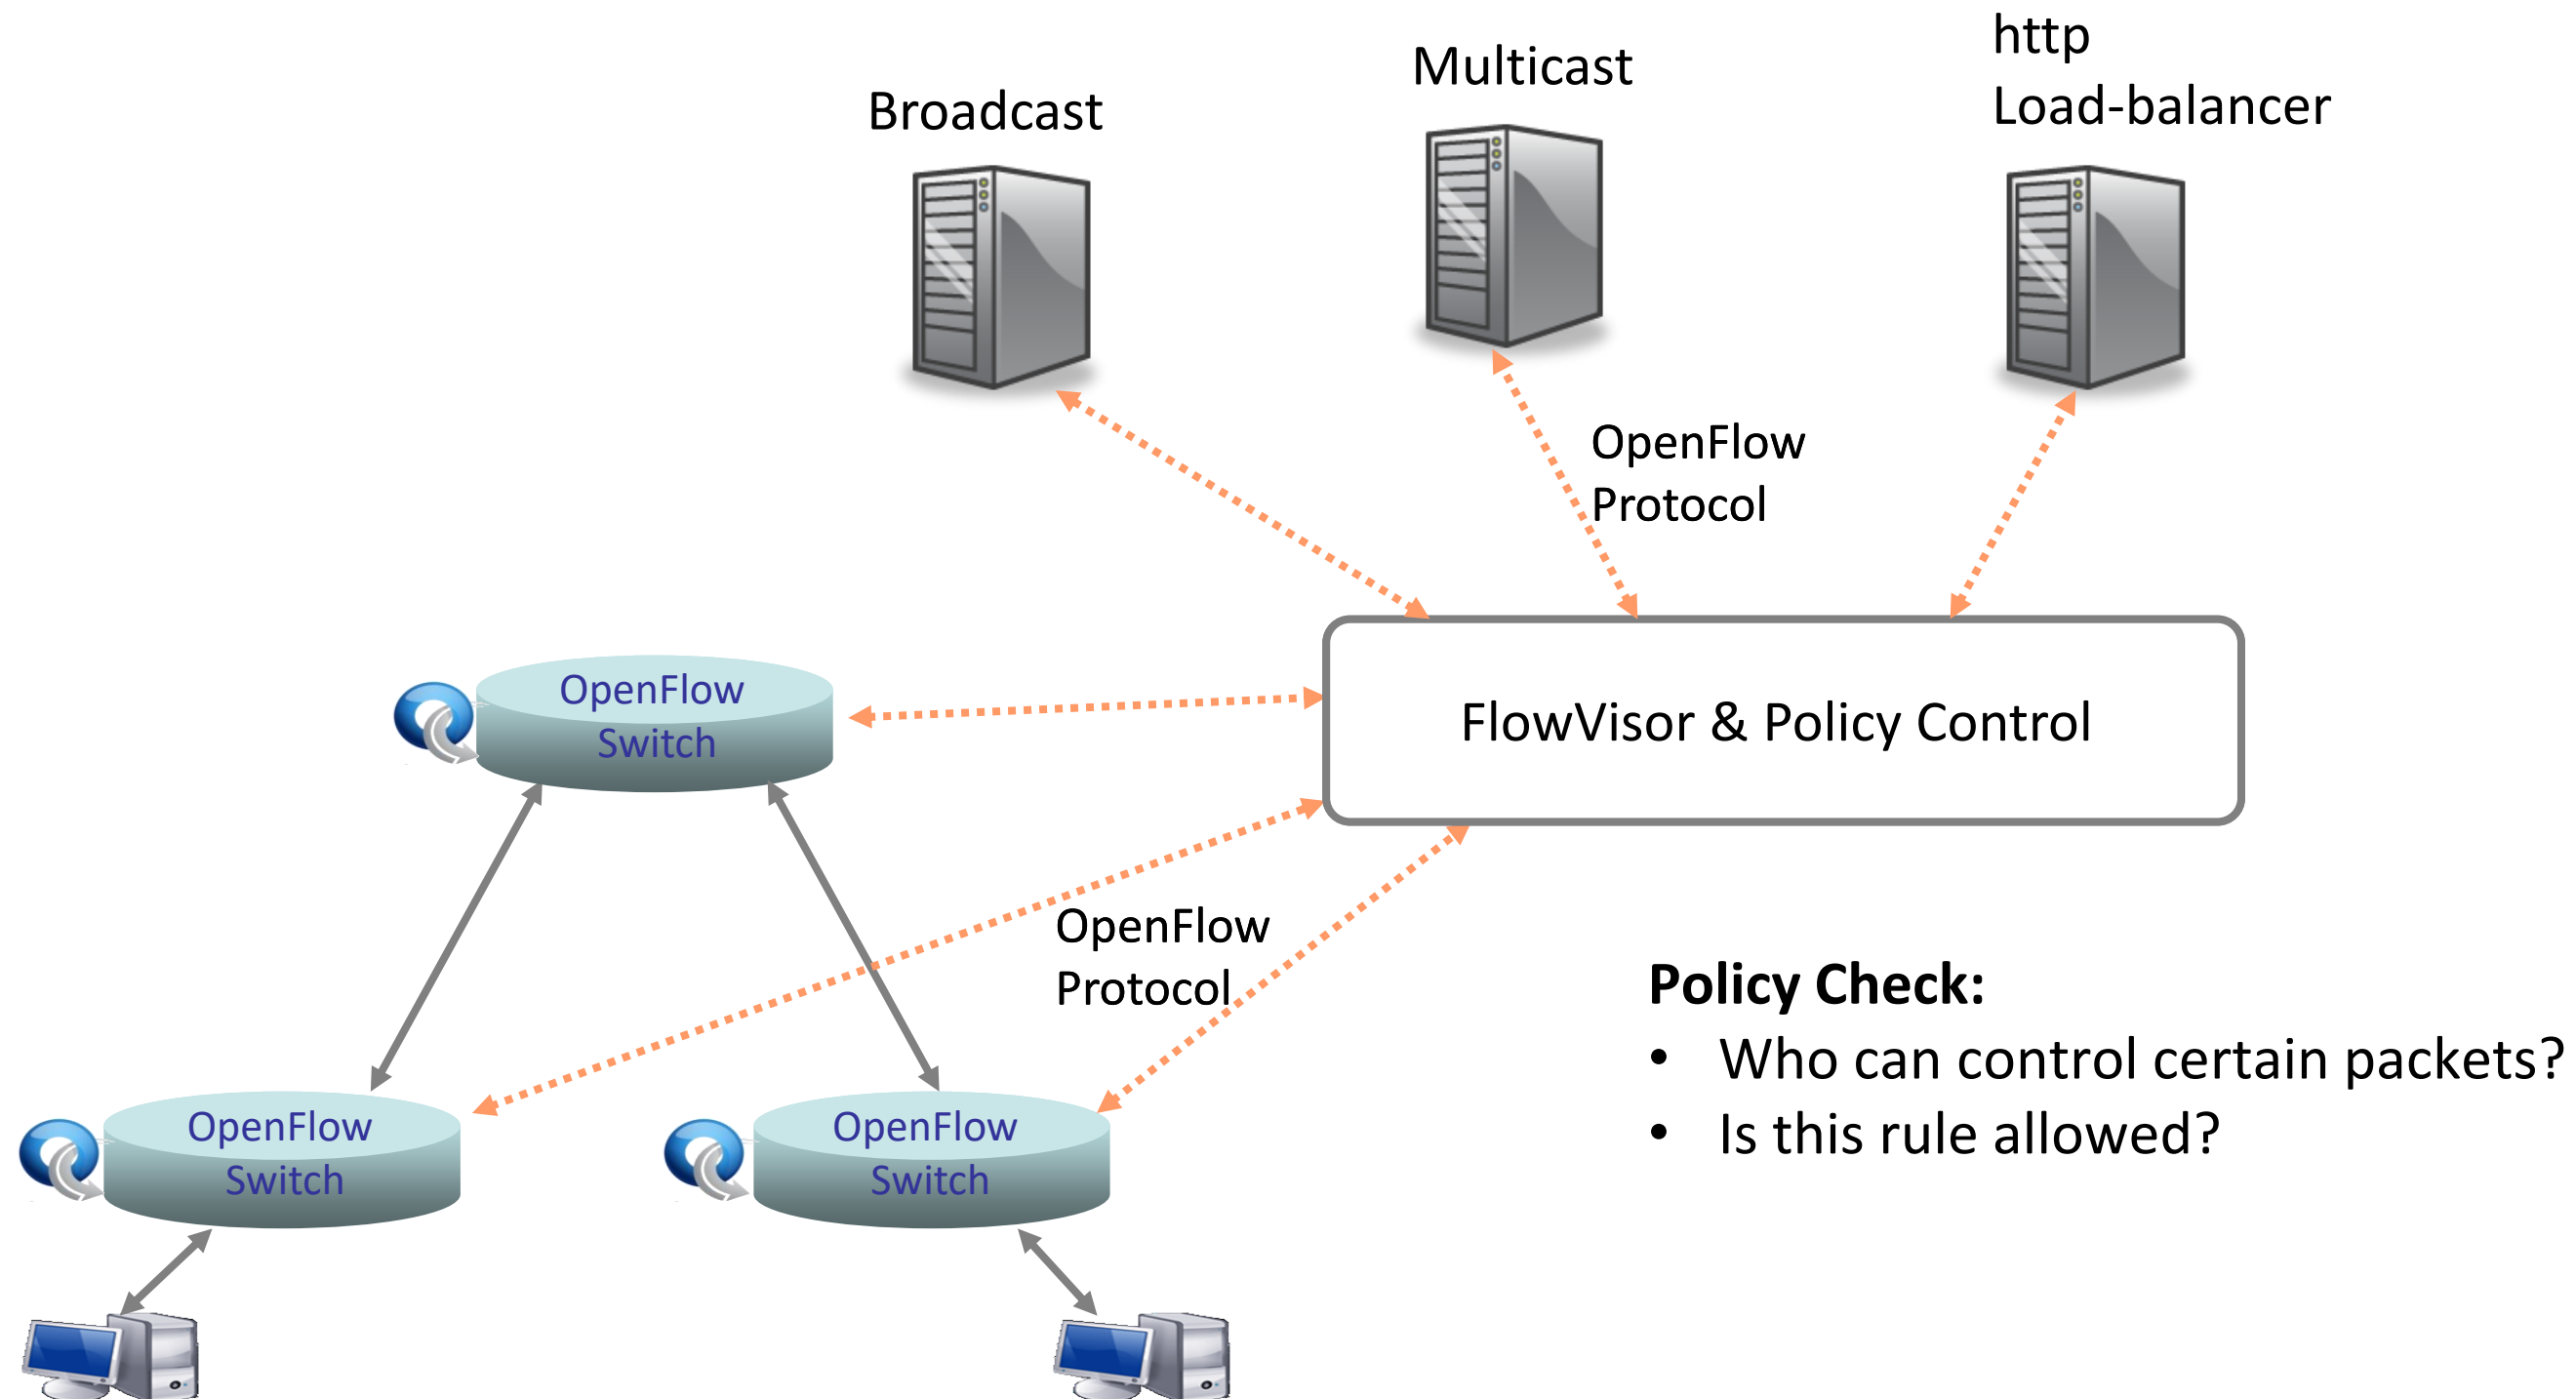 http
Load-balancer
Multicast
Broadcast
OpenFlow
Protocol
OpenFlow
Switch
FlowVisor & Policy Control
OpenFlow
Protocol
Policy Check:
• Who can control certain packets?
• Is this rule allowed?
OpenFlow
Switch
OpenFlow
Switch